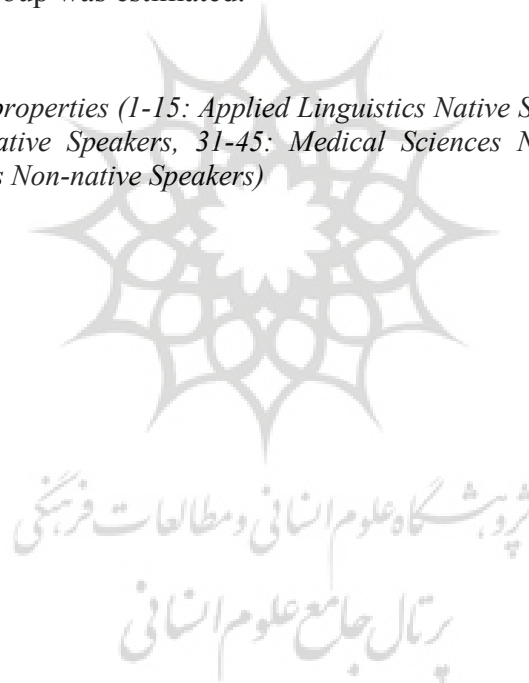 oup was estimated.
properties (1-15: Applied Linguistics Native S
ative Speakers, 31-45: Medical Sciences N
s Non-native Speakers)
پژوهشگاه علوم انسانی و مطالعات فرهنگی
پرتال جامع علوم انسانی